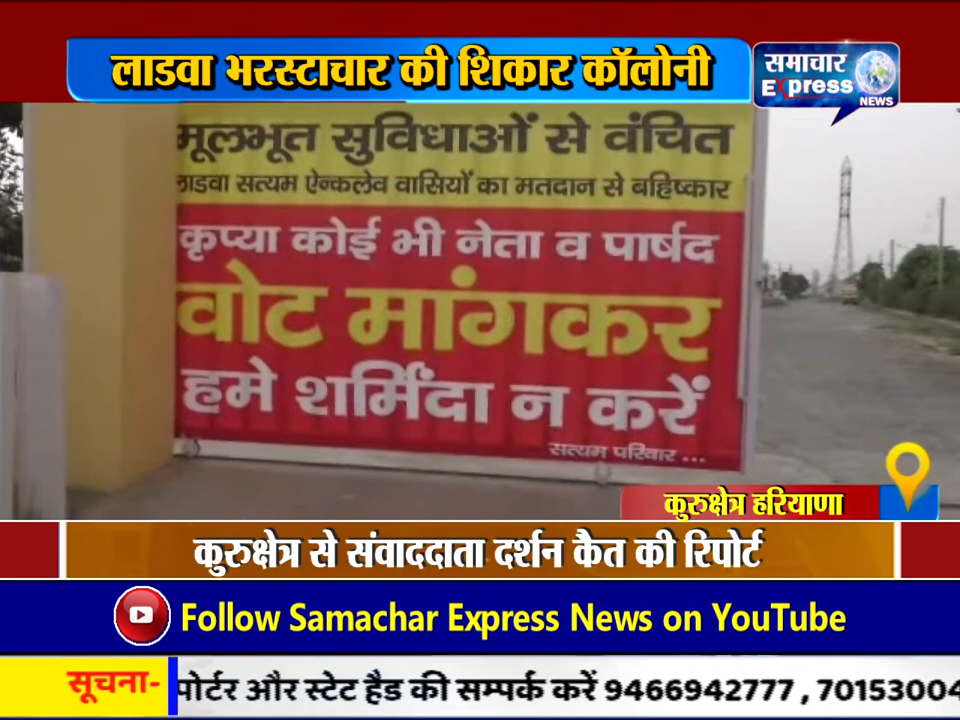 लाडवा भरस्टाचार की शिकार कॉलोनी
समाचार
Express
NEWS
मूलभूत सुविधाओं से वंचित
लाडवा सत्यम ऐन्कलेव वासियों का मतदान से बहिष्कार
कृप्या कोई भी नेता व पार्षद
वोट मांगकर
हमे शर्मिंदा न करें
सत्यम परिवार ...
कुरुक्षेत्र हरियाणा
कुरुक्षेत्र से संवाददाता दर्शन कैत की रिपोर्ट
Follow Samachar Express News on YouTube
सूचना- पोर्टर और स्टेट हैड की सम्पर्क करें 9466942777 , 70153004